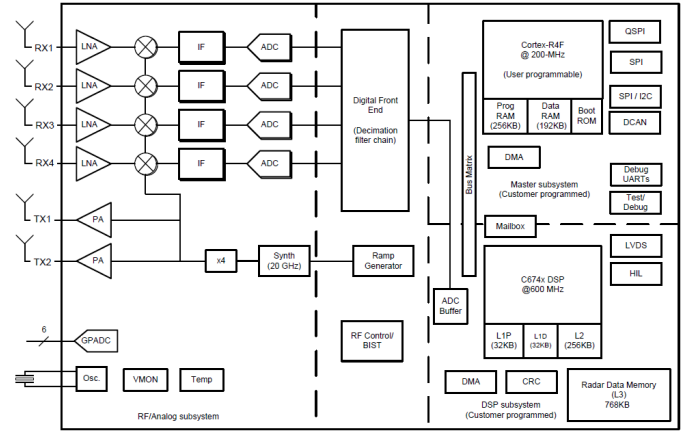 RX1
LNA
IF
ADC
RX2
LNA
IF
ADC
RX3
LNA
IF
ADC
RX4
LNA
IF
ADC
TX1
PA
TX2
PA
x4
Synth
(20 GHz)
Ramp
Generator
Digital Front
End
(Decimation
filter chain)
6
GPADC
Osc.
VMON
Temp
RF/Analog subsystem
RF Control/
BIST
ADC
Buffer
Bus Matrix
Cortex-R4F
@ 200-MHz
(User programmable)
Prog
RAM
(256KB)
Data
RAM
(192KB)
Boot
ROM
DMA
Master subsystem
(Customer programmed)
QSPI
SPI
SPI / I2C
DCAN
Debug
UARTs
Test/
Debug
Mailbox
C674x DSP
@600 MHz
L1P
(32KB)
L1D
(32KB)
L2
(256KB)
LVDS
HIL
DMA
CRC
DSP subsystem
(Customer programmed)
Radar Data Memory
(L3)
768KB